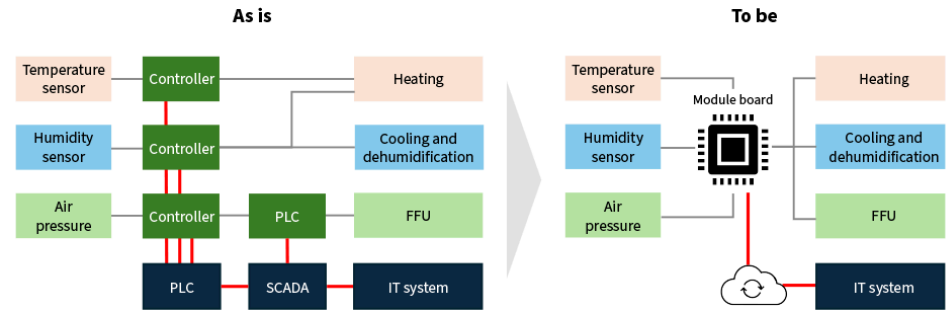 As is
To be
Temperature
sensor
Controller
Heating
Humidity
sensor
Controller
Cooling and
dehumidification
Air
pressure
Controller
PLC
FFU
PLC
SCADA
IT system
Temperature
sensor
Module board
Heating
Humidity
sensor
Cooling and
dehumidification
Air
pressure
FFU
IT system